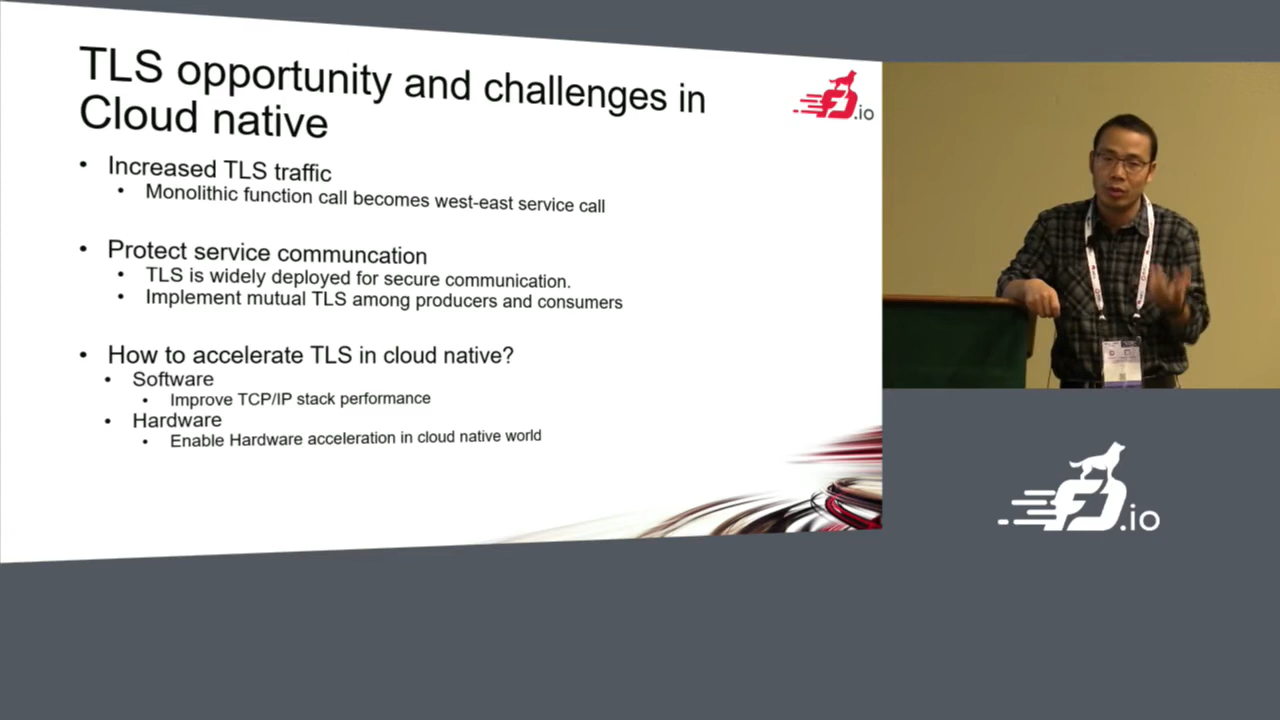 TLS opportunity and challenges in
Cloud native
• Increased TLS traffic
• Monolithic function call becomes west-east service call
• Protect service communcation
• TLS is widely deployed for secure communication.
• Implement mutual TLS among producers and consumers
• How to accelerate TLS in cloud native?
• Software
• Improve TCP/IP stack performance
• Hardware
• Enable Hardware acceleration in cloud native world
FD.io
FD.io